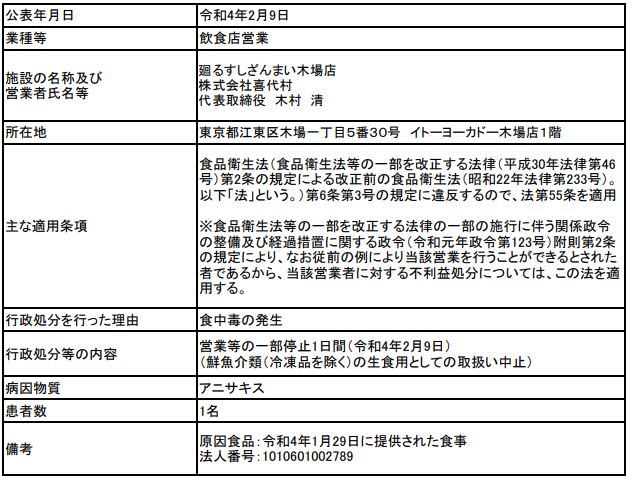 公表年月日
令和4年2月9日
業種等
飲食店営業
施設の名称及び
営業者氏名等
廻るすしざんまい木場店
株式会社喜代村
代表取締役　木村　清
所在地
東京都江東区木場一丁目5番30号　イトーヨーカドー木場店1階
主な適用条項
食品衛生法（食品衛生法等の一部を改正する法律（平成30年法律第46
号）第2条の規定による改正前の食品衛生法（昭和22年法律第233号）。
以下「法」という。）第6条第3号の規定に違反するので、法第55条を適用
※食品衛生法等の一部を改正する法律の一部の施行に伴う関係政令
の整備及び経過措置に関する政令（令和元年政令第123号）附則第2条
の規定により、なお従前の例により当該営業を行うことができるとされた
者であるから、当該営業者に対する不利益処分については、この法を適
用する。
行政処分を行った理由
食中毒の発生
行政処分等の内容
営業等の一部停止1日間（令和4年2月9日）
（鮮魚介類（冷凍品を除く）の生食用としての取扱い中止）
病因物質
アニサキス
患者数
1名
備考
原因食品：令和4年1月29日に提供された食事
法人番号：1010601002789